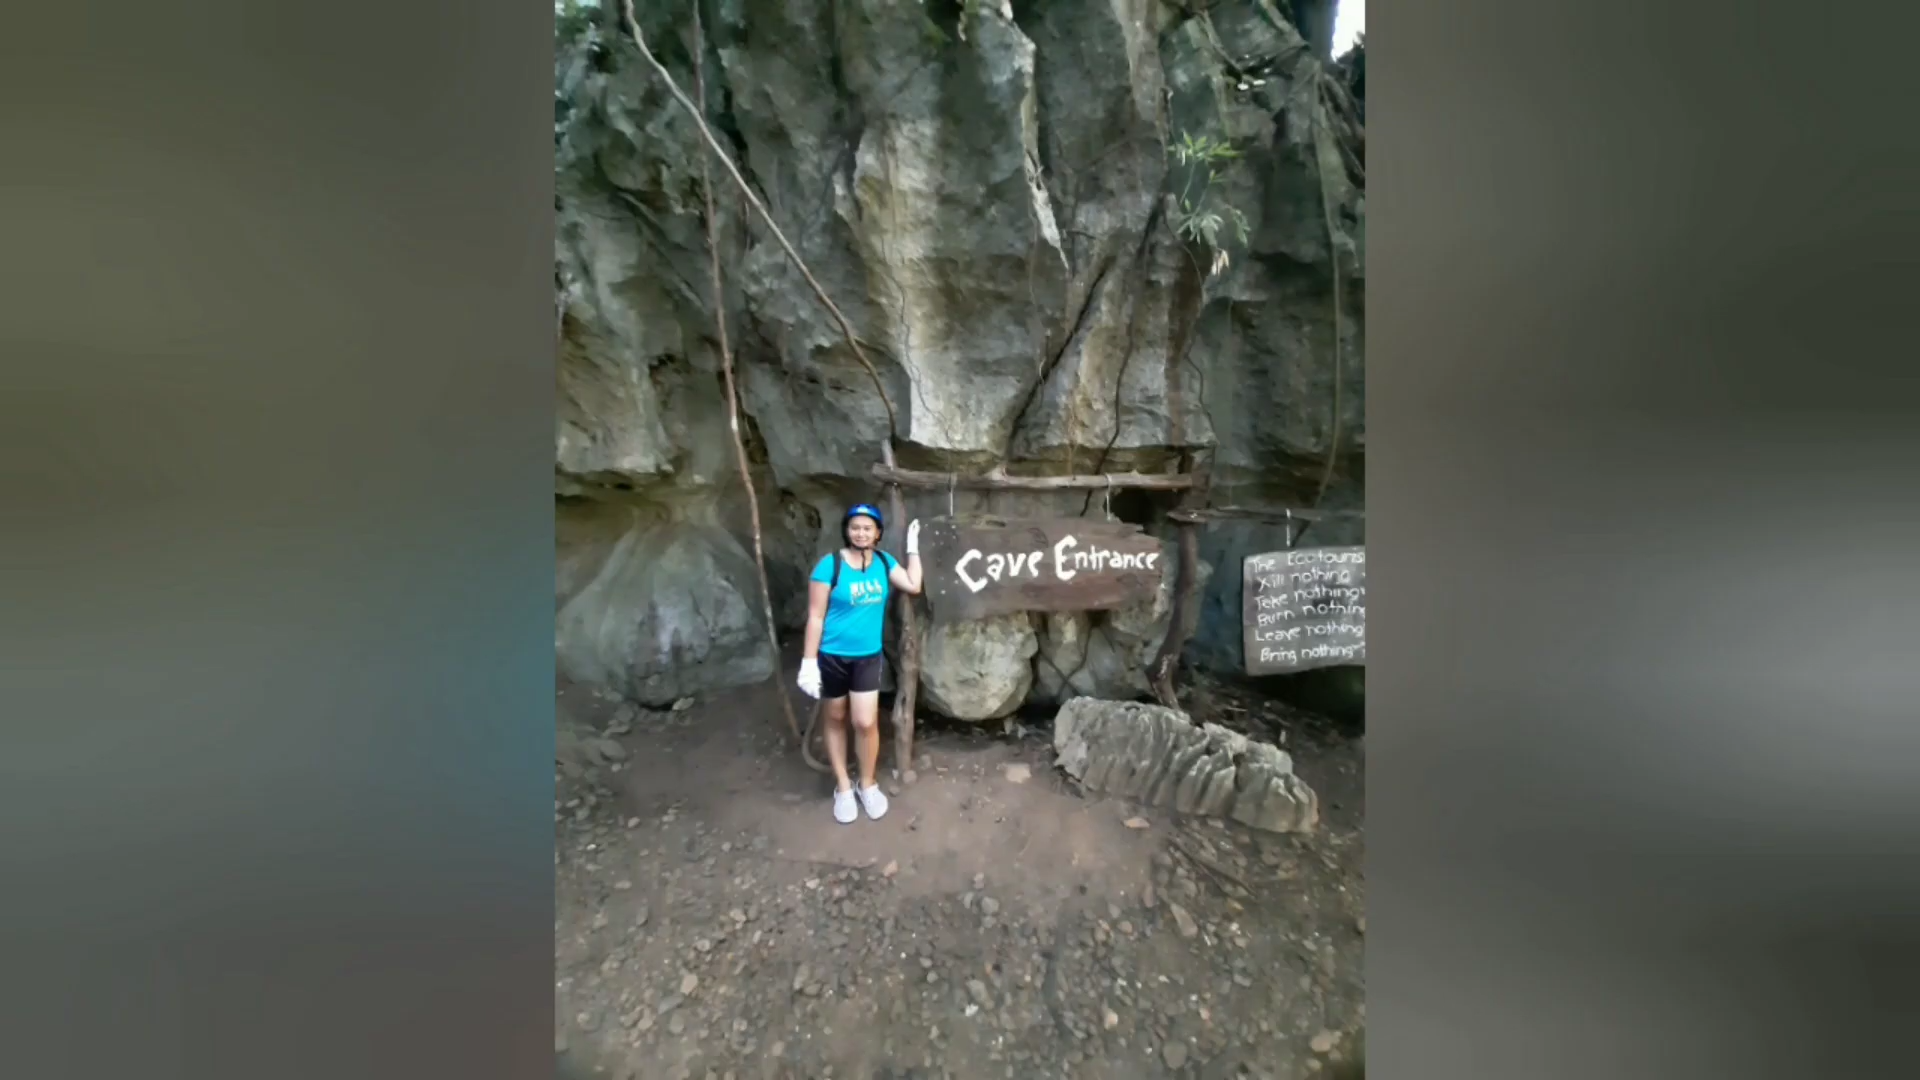 Cave Entrance
The Ecotouris
Kill nothing
Take nothing
Burn nothing
Leave nothing
Bring nothing